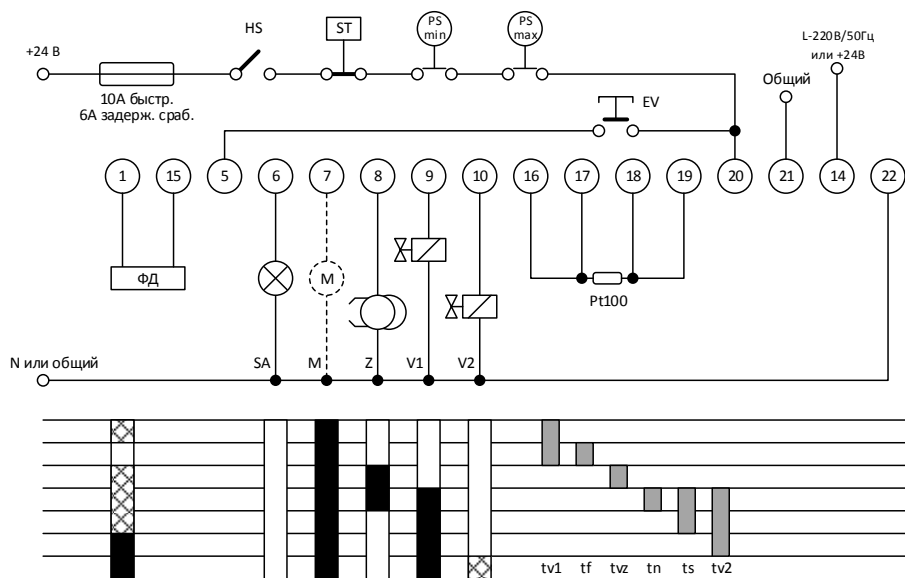 HS
ST
PS
min
PS
max
+24 В
10А быстр.
6А задерж. сраб.
L-220В/50Гц
или +24В
Общий
EV
1
15
5
6
7
8
9
10
16
17
18
19
20
21
14
22
ФД
M
Pt100
N или общий
SA
M
Z
V1
V2
tv1
tf
tvz
tn
ts
tv2